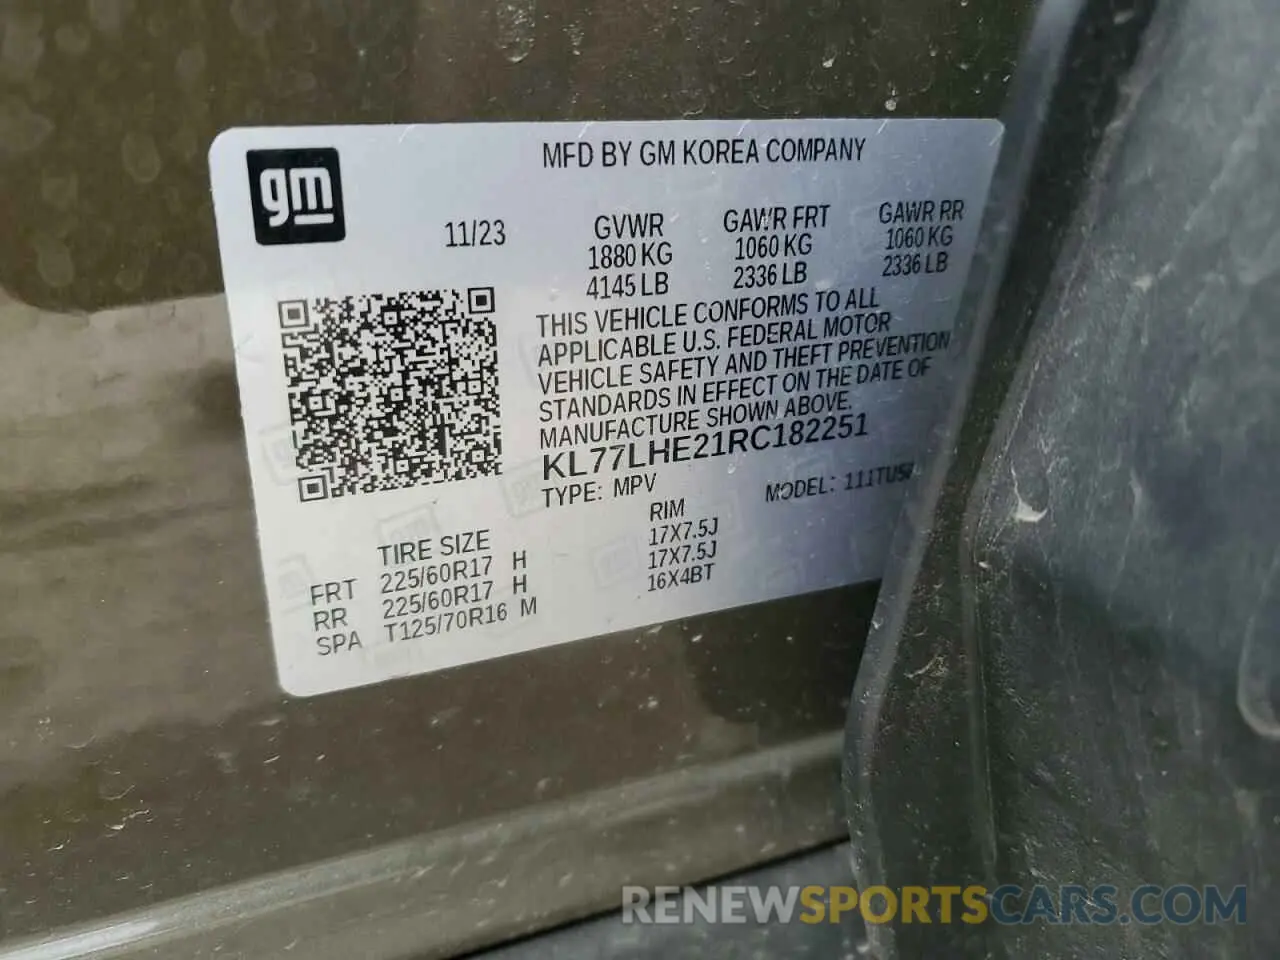 MFD BY GM KOREA COMPANY
gm
11/23
GVWR GAWR FRT GAWR RR
1880 KG 1060 KG 1060 KG
4145 LB 2336 LB 2336 LB
THIS VEHICLE CONFORMS TO ALL
APPLICABLE U.S. FEDERAL MOTOR
VEHICLE SAFETY AND THEFT PREVENTION
STANDARDS IN EFFECT ON THE DATE OF
MANUFACTURE SHOWN ABOVE.
KL77LHE21RC182251
TYPE: MPV MODEL:
TIRE SIZE RIM
FRT 225/60R17 H 17X7.5J
RR 225/60R17 H 17X7.5J
SPA T125/70R16 M 16X4BT
RENEWSPORTSCARS.COM